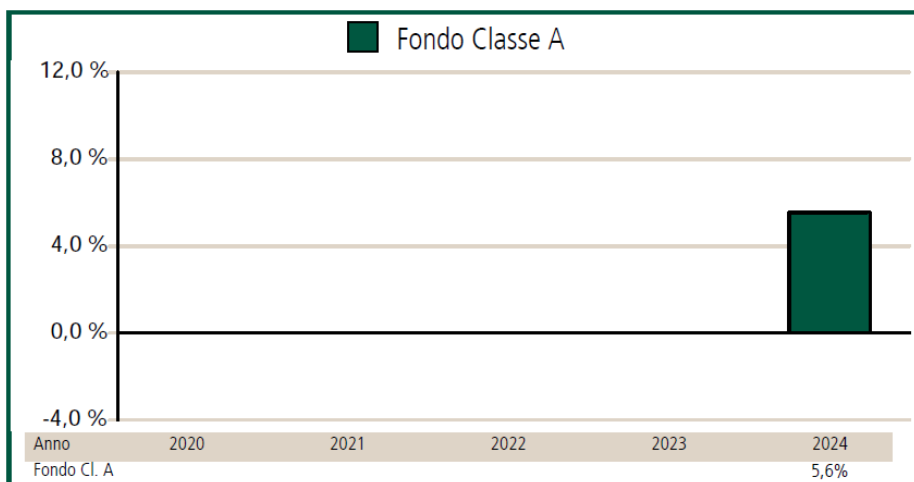 Fondo Classe A
12,0 %
8,0 %
4,0 %
0,0 %
-4,0 %
Anno 2020 2021 2022 2023 2024
Fondo Cl. A 5,6%